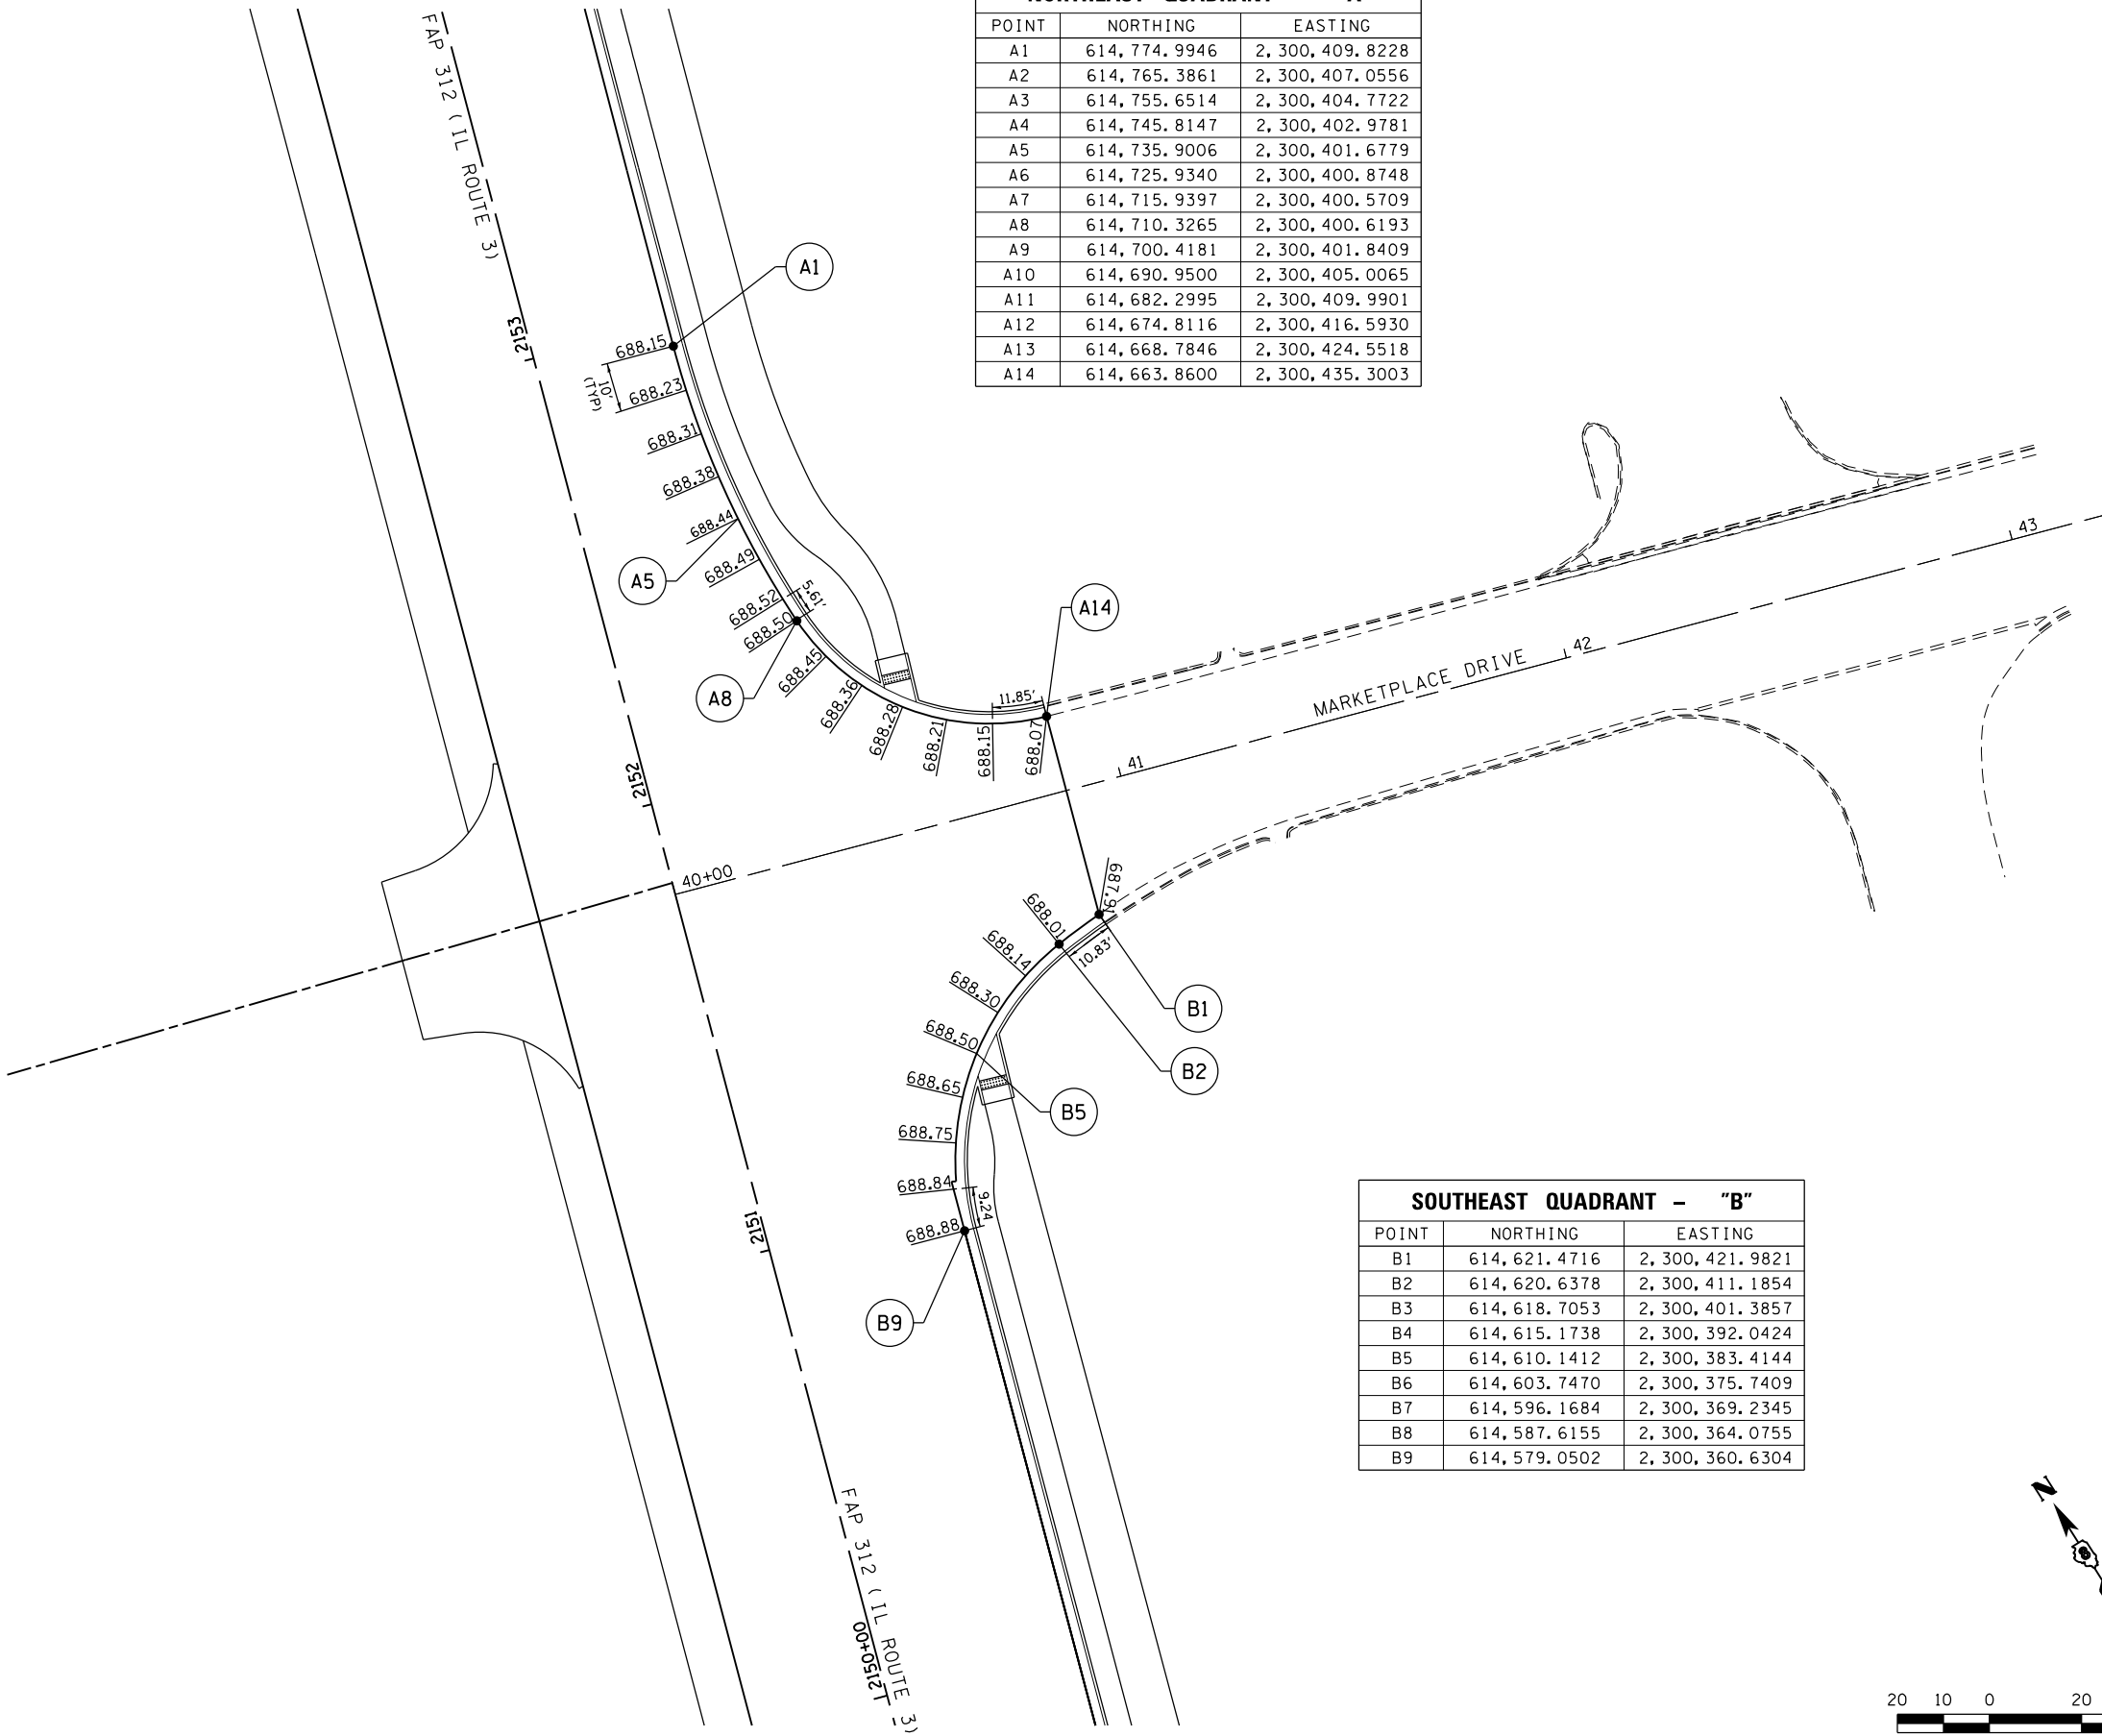 POINT NORTHING EASTING
A1 614,774.9946 2,300,409.8228
A2 614,765.3861 2,300,407.0556
A3 614,755.6514 2,300,404.7722
A4 614,745.8147 2,300,402.9781
A5 614,735.9006 2,300,401.6779
A6 614,725.9340 2,300,400.8748
A7 614,715.9397 2,300,400.5709
A8 614,710.3265 2,300,400.6193
A9 614,700.4181 2,300,401.8409
A10 614,690.9500 2,300,405.0065
A11 614,682.2995 2,300,409.9901
A12 614,674.8116 2,300,416.5930
A13 614,668.7846 2,300,424.5518
A14 614,663.8600 2,300,435.3003
FAP 312 (IL ROUTE 3)
2153
A1
688.15
10'
(TYP)
688.23
688.31
688.38
688.44
A5
688.49
688.52
5.61'
688.50
A8
688.45
688.36
688.28
688.21
688.15
11.85'
688.07
A14
43
42
MARKETPLACE DRIVE
41
2152
40+00
687.91
688.01
10.83'
688.14
688.30
B1
688.50
B2
688.65
B5
688.75
688.84
9.24
688.88
2151
B9
SOUTHEAST QUADRANT - "B"
POINT NORTHING EASTING
B1 614,621.4716 2,300,421.9821
B2 614,620.6378 2,300,411.1854
B3 614,618.7053 2,300,401.3857
B4 614,615.1738 2,300,392.0424
B5 614,610.1412 2,300,383.4144
B6 614,603.7470 2,300,375.7409
B7 614,596.1684 2,300,369.2345
B8 614,587.6155 2,300,364.0755
B9 614,579.0502 2,300,360.6304
FAP 312 (IL ROUTE 3)
2150+00
N
20 10 0 20